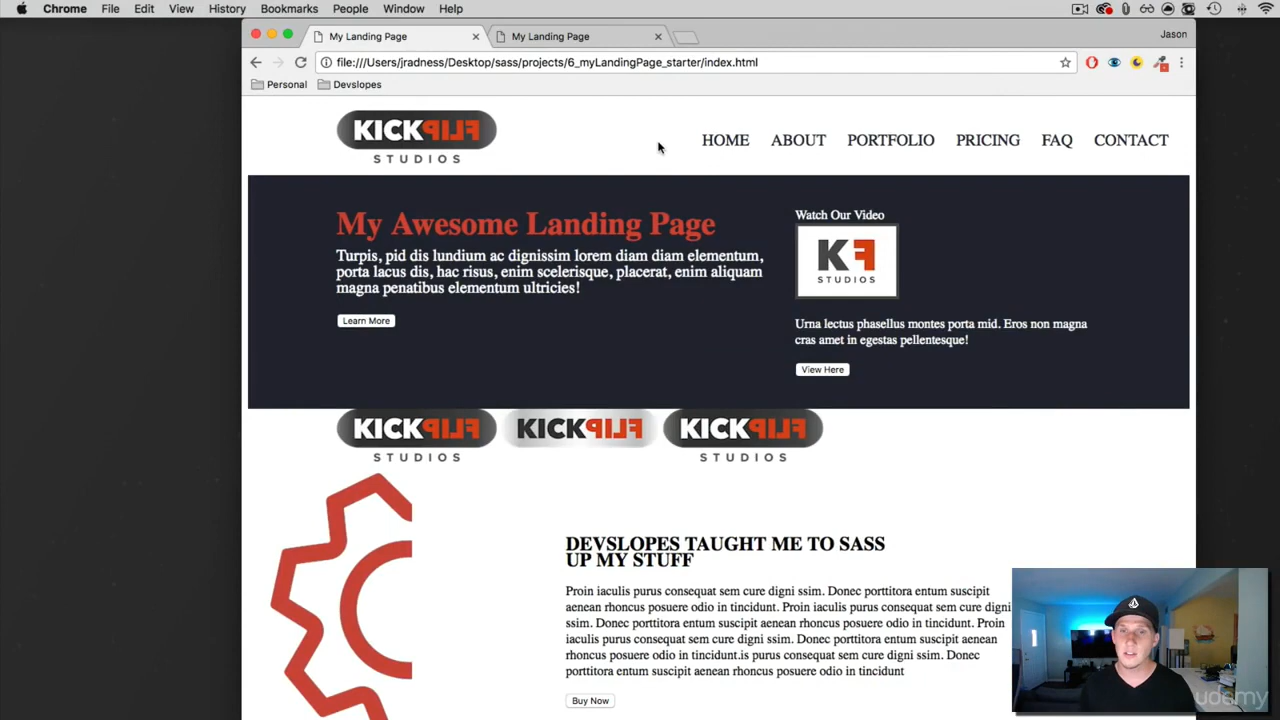 Chrome File Edit View History Bookmarks People Window Help
My Landing Page × My Landing Page × Jason
file:///Users/jradness/Desktop/sass/projects/6_myLandingPage_starter/index.html
Personal Devslopes
KICKFLIP
STUDIOS
HOME ABOUT PORTFOLIO PRICING FAQ CONTACT
My Awesome Landing Page
Turpis, pid dis lundium ac dignissim lorem diam diam elementum,
porta lacus dis, hac risus, enim scelerisque, placerat, enim aliquam
magna penatibus elementum ultricies!
Learn More
Watch Our Video
KF
STUDIOS
Urna lectus phasellus montes porta mid. Eros non magna
cras amet in egestas pellentesque!
View Here
KICKFLIP KICKFLIP KICKFLIP
STUDIOS STUDIOS
DEVSLOPES TAUGHT ME TO SASS
UP MY STUFF
Proin iaculis purus consequat sem cure digni ssim. Donec porttitora entum suscipit
aenean rhoncus posuere odio in tincidunt. Proin iaculis purus consequat sem cure digni
ssim. Donec porttitora entum suscipit aenean rhoncus posuere odio in tincidunt. Proin
iaculis purus consequat sem cure digni ssim. Donec porttitora entum suscipit aenean
rhoncus posuere odio in tincidunt.is purus consequat sem cure digni ssim. Donec
porttitora entum suscipit aenean rhoncus posuere odio in tincidunt
Buy Now
udemy